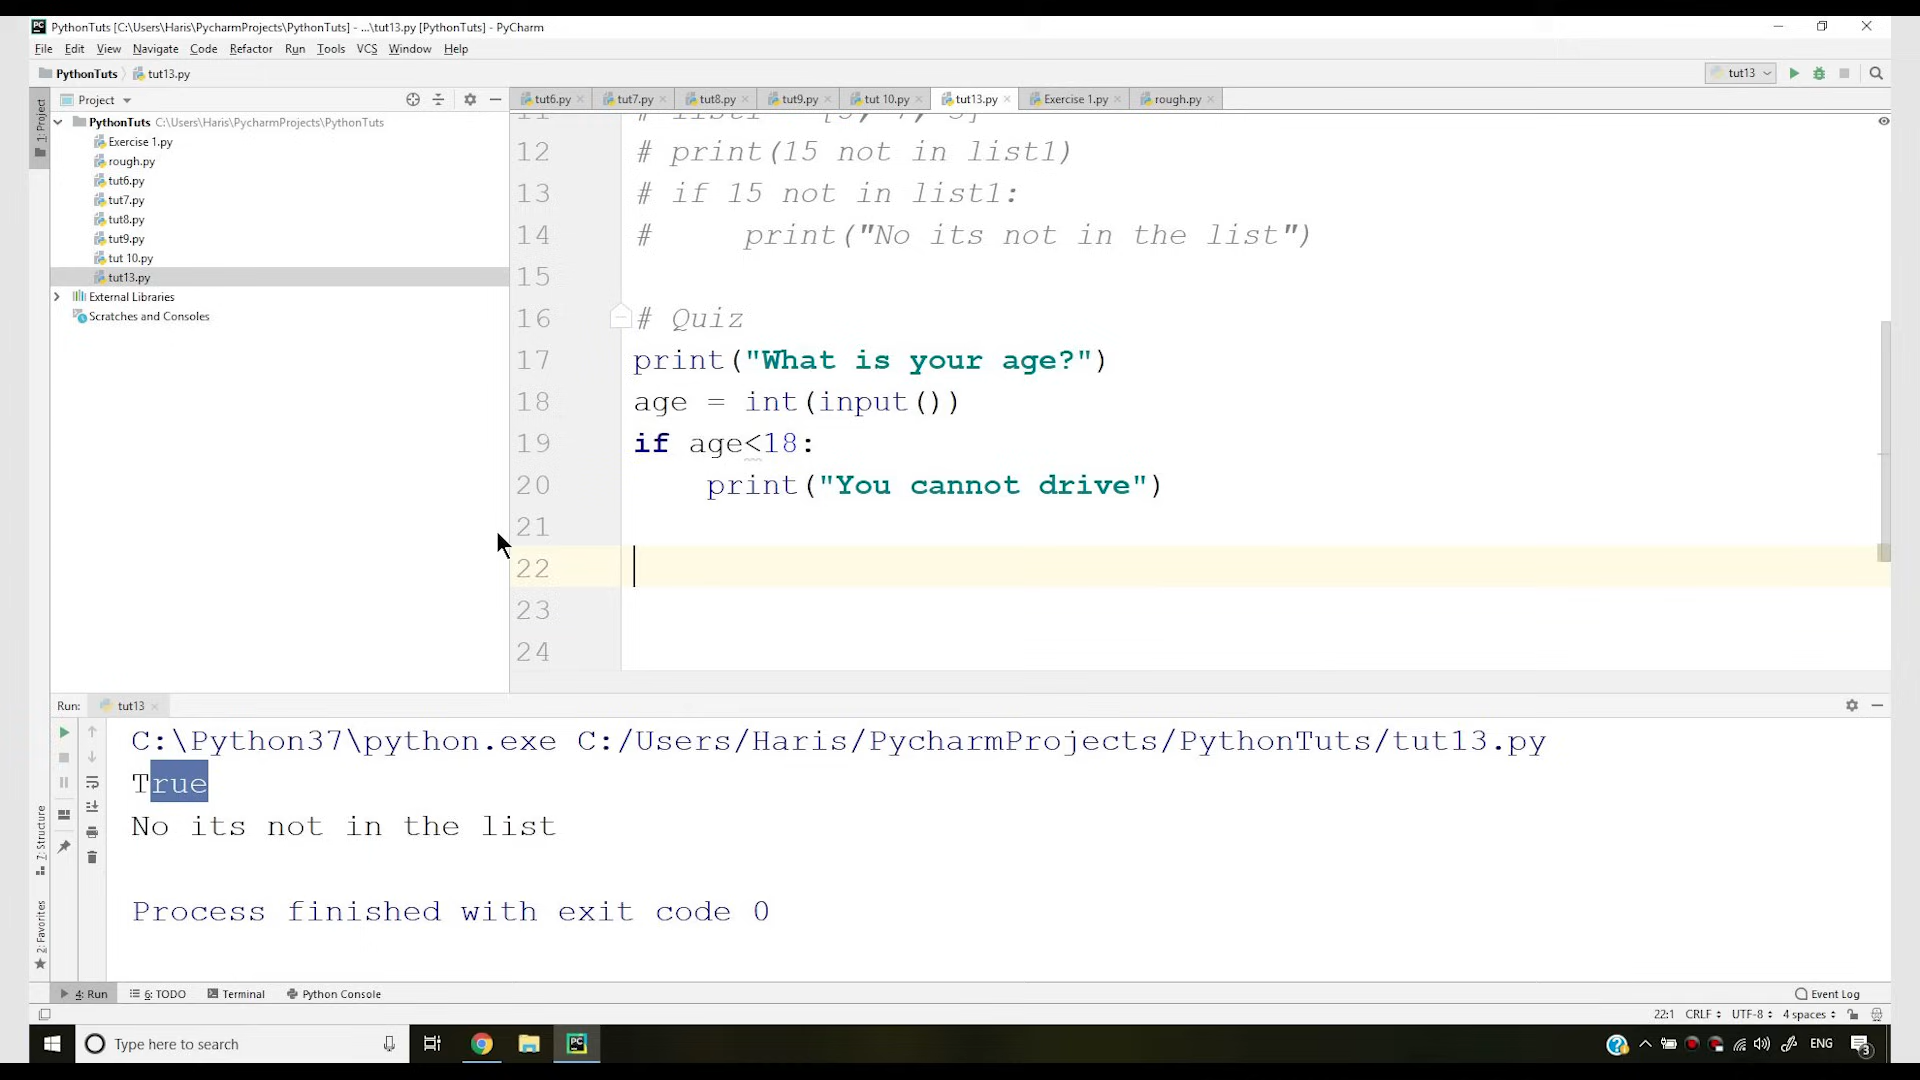 PythonTuts [C:\Users\Haris\PycharmProjects\PythonTuts] - ...\tut13.py [PythonTuts] - PyCharm
File Edit View Navigate Code Refactor Run Tools VCS Window Help
PythonTuts tut13.py
tut13
1: Project
Project
tut6.py tut7.py tut8.py tut9.py tut 10.py tut13.py Exercise 1.py rough.py
PythonTuts C:\Users\Haris\PycharmProjects\PythonTuts
Exercise 1.py
rough.py
tut6.py
tut7.py
tut8.py
tut9.py
tut 10.py
tut13.py
External Libraries
Scratches and Consoles
12 # print(15 not in list1)
13 # if 15 not in list1:
14 #     print("No its not in the list")
15
16 # Quiz
17 print("What is your age?")
18 age = int(input())
19 if age<18:
20     print("You cannot drive")
21
22
23
24
Run: tut13
C:\Python37\python.exe C:/Users/Haris/PycharmProjects/PythonTuts/tut13.py
True
No its not in the list
Process finished with exit code 0
7: Structure
2: Favorites
4: Run 6: TODO Terminal Python Console Event Log
22:1 CRLF UTF-8 4 spaces
Type here to search
PC
ENG
3